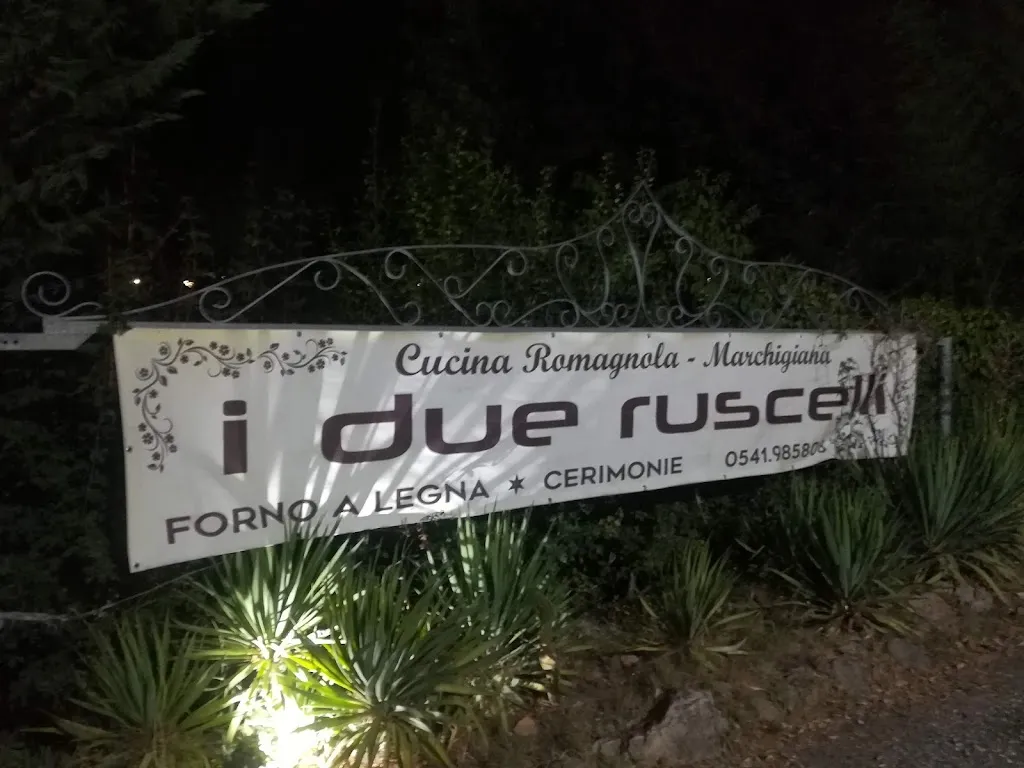 Cucina Romagnola - Marchigiana
i due ruscelli
FORNO A LEGNA * CERIMONIE